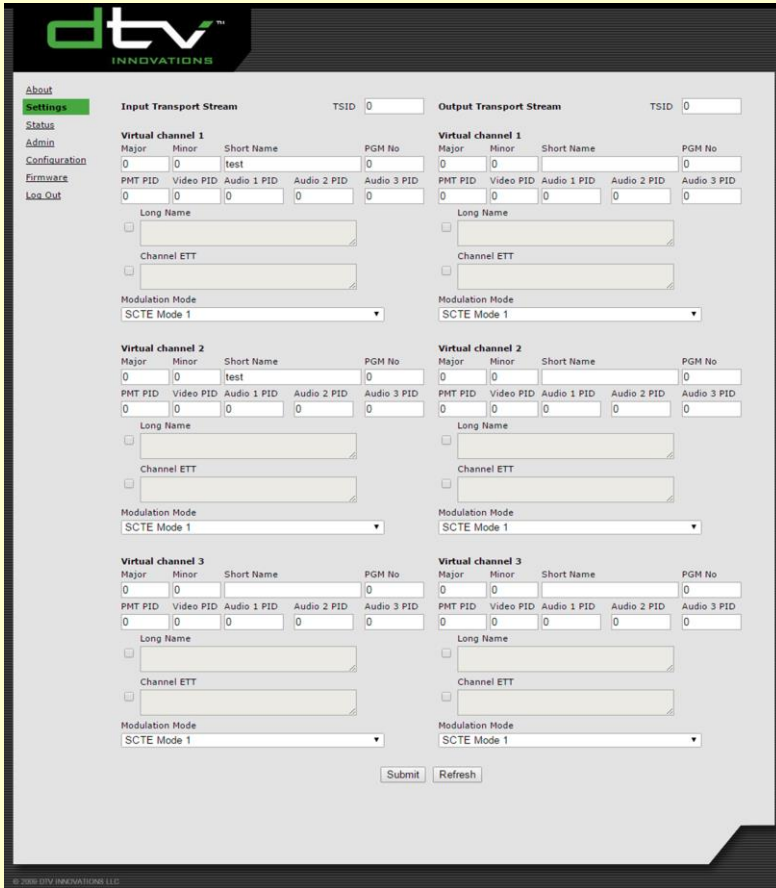 dtv™
INNOVATIONS
About
Settings
Status
Admin
Configuration
Firmware
Log Out
Input Transport Stream TSID 0
Virtual channel 1
Major Minor Short Name PGM No
0 0 test 0
PMT PID Video PID Audio 1 PID Audio 2 PID Audio 3 PID
0 0 0 0 0
Long Name
Channel ETT
Modulation Mode
SCTE Mode 1
Virtual channel 2
Major Minor Short Name PGM No
0 0 test 0
PMT PID Video PID Audio 1 PID Audio 2 PID Audio 3 PID
0 0 0 0 0
Long Name
Channel ETT
Modulation Mode
SCTE Mode 1
Virtual channel 3
Major Minor Short Name PGM No
0 0 0
PMT PID Video PID Audio 1 PID Audio 2 PID Audio 3 PID
0 0 0 0 0
Long Name
Channel ETT
Modulation Mode
SCTE Mode 1
Output Transport Stream TSID 0
Virtual channel 1
Major Minor Short Name PGM No
0 0 0
PMT PID Video PID Audio 1 PID Audio 2 PID Audio 3 PID
0 0 0 0 0
Long Name
Channel ETT
Modulation Mode
SCTE Mode 1
Virtual channel 2
Major Minor Short Name PGM No
0 0 0
PMT PID Video PID Audio 1 PID Audio 2 PID Audio 3 PID
0 0 0 0 0
Long Name
Channel ETT
Modulation Mode
SCTE Mode 1
Virtual channel 3
Major Minor Short Name PGM No
0 0 0
PMT PID Video PID Audio 1 PID Audio 2 PID Audio 3 PID
0 0 0 0 0
Long Name
Channel ETT
Modulation Mode
SCTE Mode 1
Submit Refresh
© 2009 DTV INNOVATIONS LLC